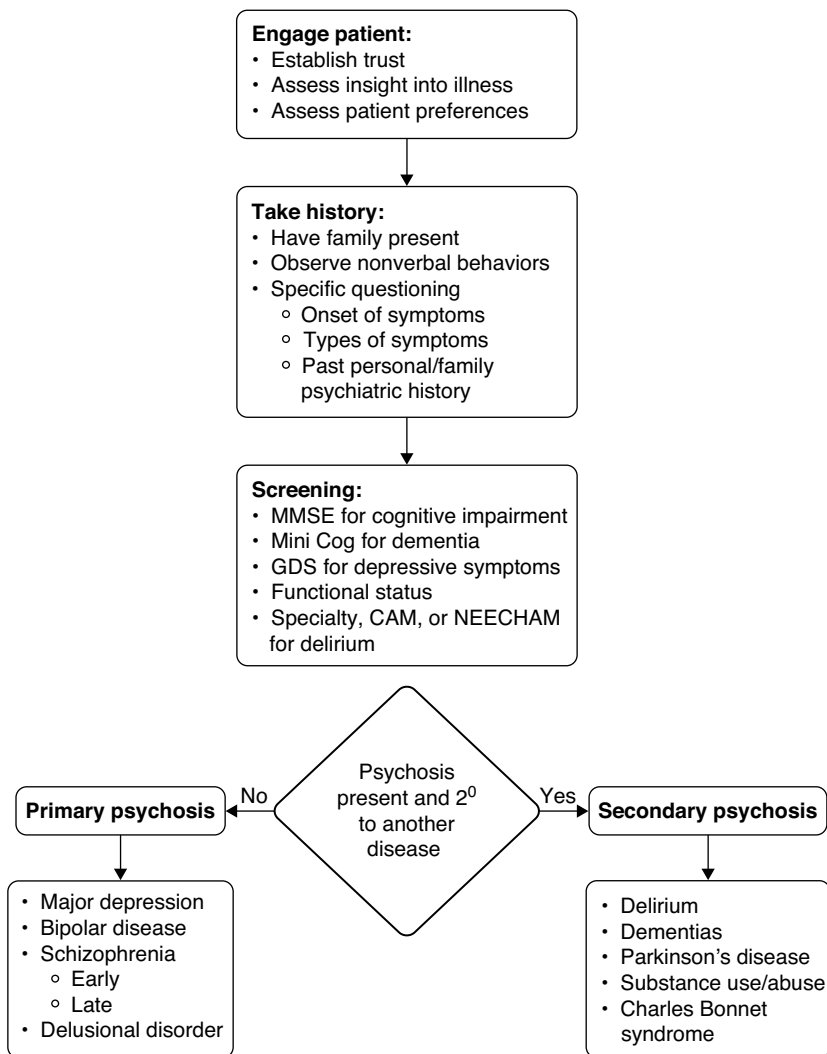 Engage patient:
• Establish trust
• Assess insight into illness
• Assess patient preferences
Take history:
• Have family present
• Observe nonverbal behaviors
• Specific questioning
○ Onset of symptoms
○ Types of symptoms
○ Past personal/family
psychiatric history
Screening:
• MMSE for cognitive impairment
• Mini Cog for dementia
• GDS for depressive symptoms
• Functional status
• Specialty, CAM, or NEECHAM
for delirium
Psychosis
present and 2⁰
to another
disease
No
Yes
Primary psychosis
Secondary psychosis
• Major depression
• Bipolar disease
• Schizophrenia
○ Early
○ Late
• Delusional disorder
• Delirium
• Dementias
• Parkinson’s disease
• Substance use/abuse
• Charles Bonnet
syndrome